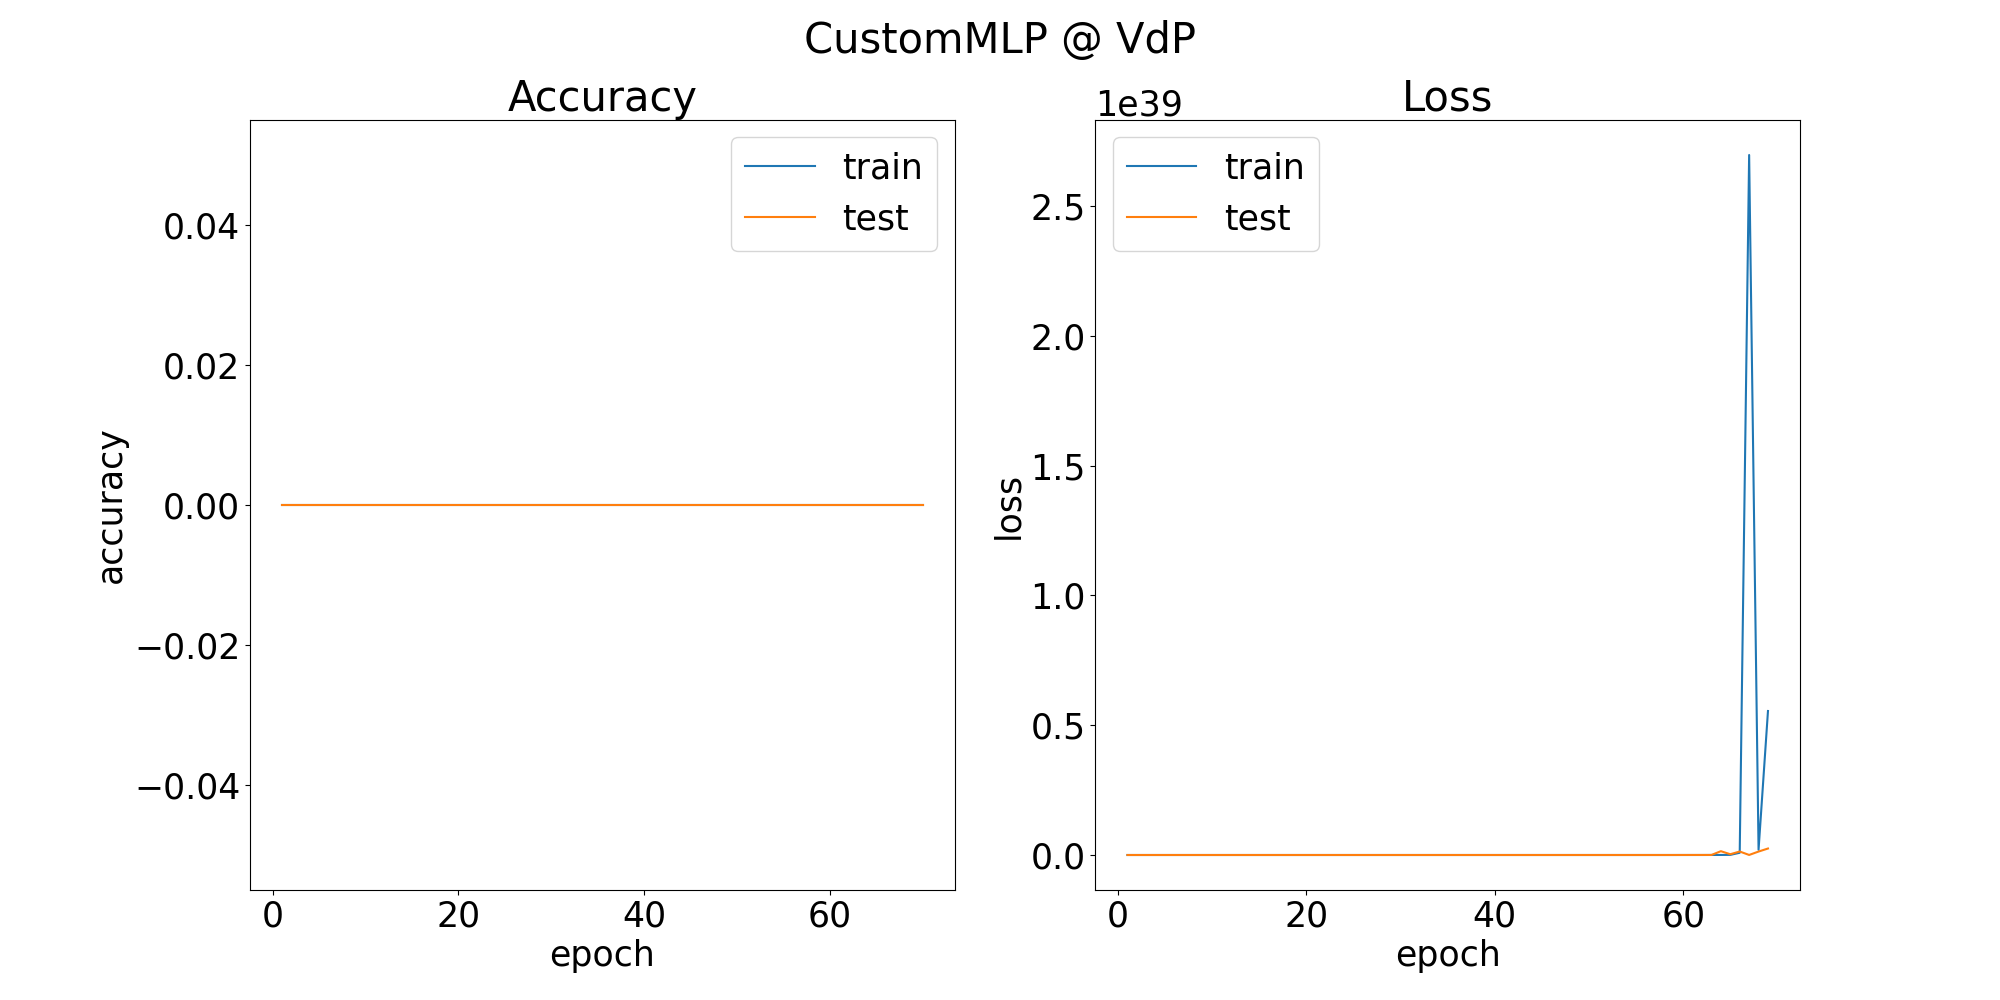 CustomMLP @ VdP
Accuracy
train
test
0.04
0.02
0.00
−0.02
−0.04
accuracy
0
20
40
60
epoch
Loss
1e39
train
test
2.5
2.0
1.5
1.0
0.5
0.0
loss
0
20
40
60
epoch